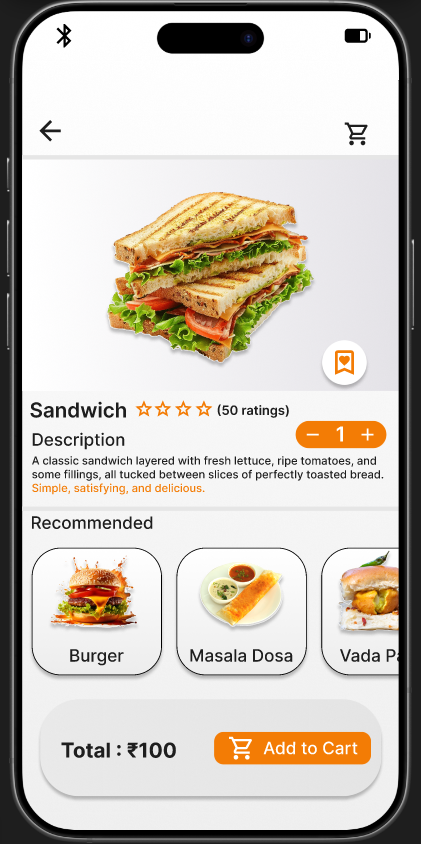 Sandwich (50 ratings)
Description
− 1 +
A classic sandwich layered with fresh lettuce, ripe tomatoes, and
some fillings, all tucked between slices of perfectly toasted bread.
Simple, satisfying, and delicious.
Recommended
Burger
Masala Dosa
Vada Pa
Total : ₹100
Add to Cart